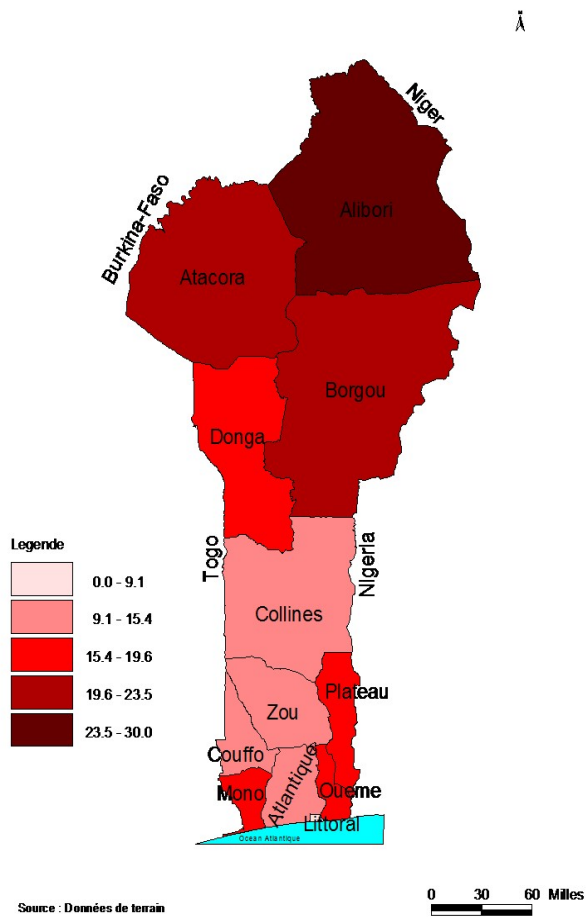 Niger
Alibori
Burkina-Faso
Atacora
Borgou
Donga
Togo
Nigeria
Legende
0.0 - 9.1
9.1 - 15.4
15.4 - 19.6
19.6 - 23.5
23.5 - 30.0
Collines
Plateau
Zou
Couffo
Atlantique
Mono
Oueme
Littoral
Ocean Atlantique
Source : Données de terrain
0 30 60 Milles